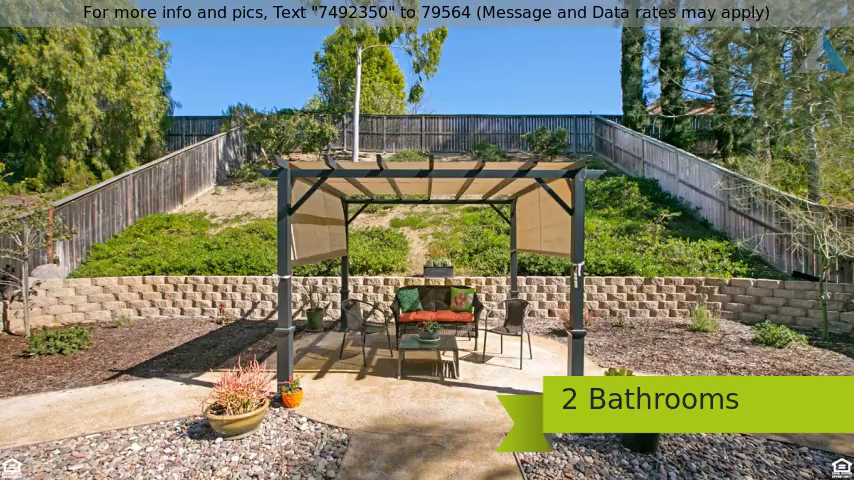 For more info and pics, Text "7492350" to 79564 (Message and Data rates may apply)
2 Bathrooms